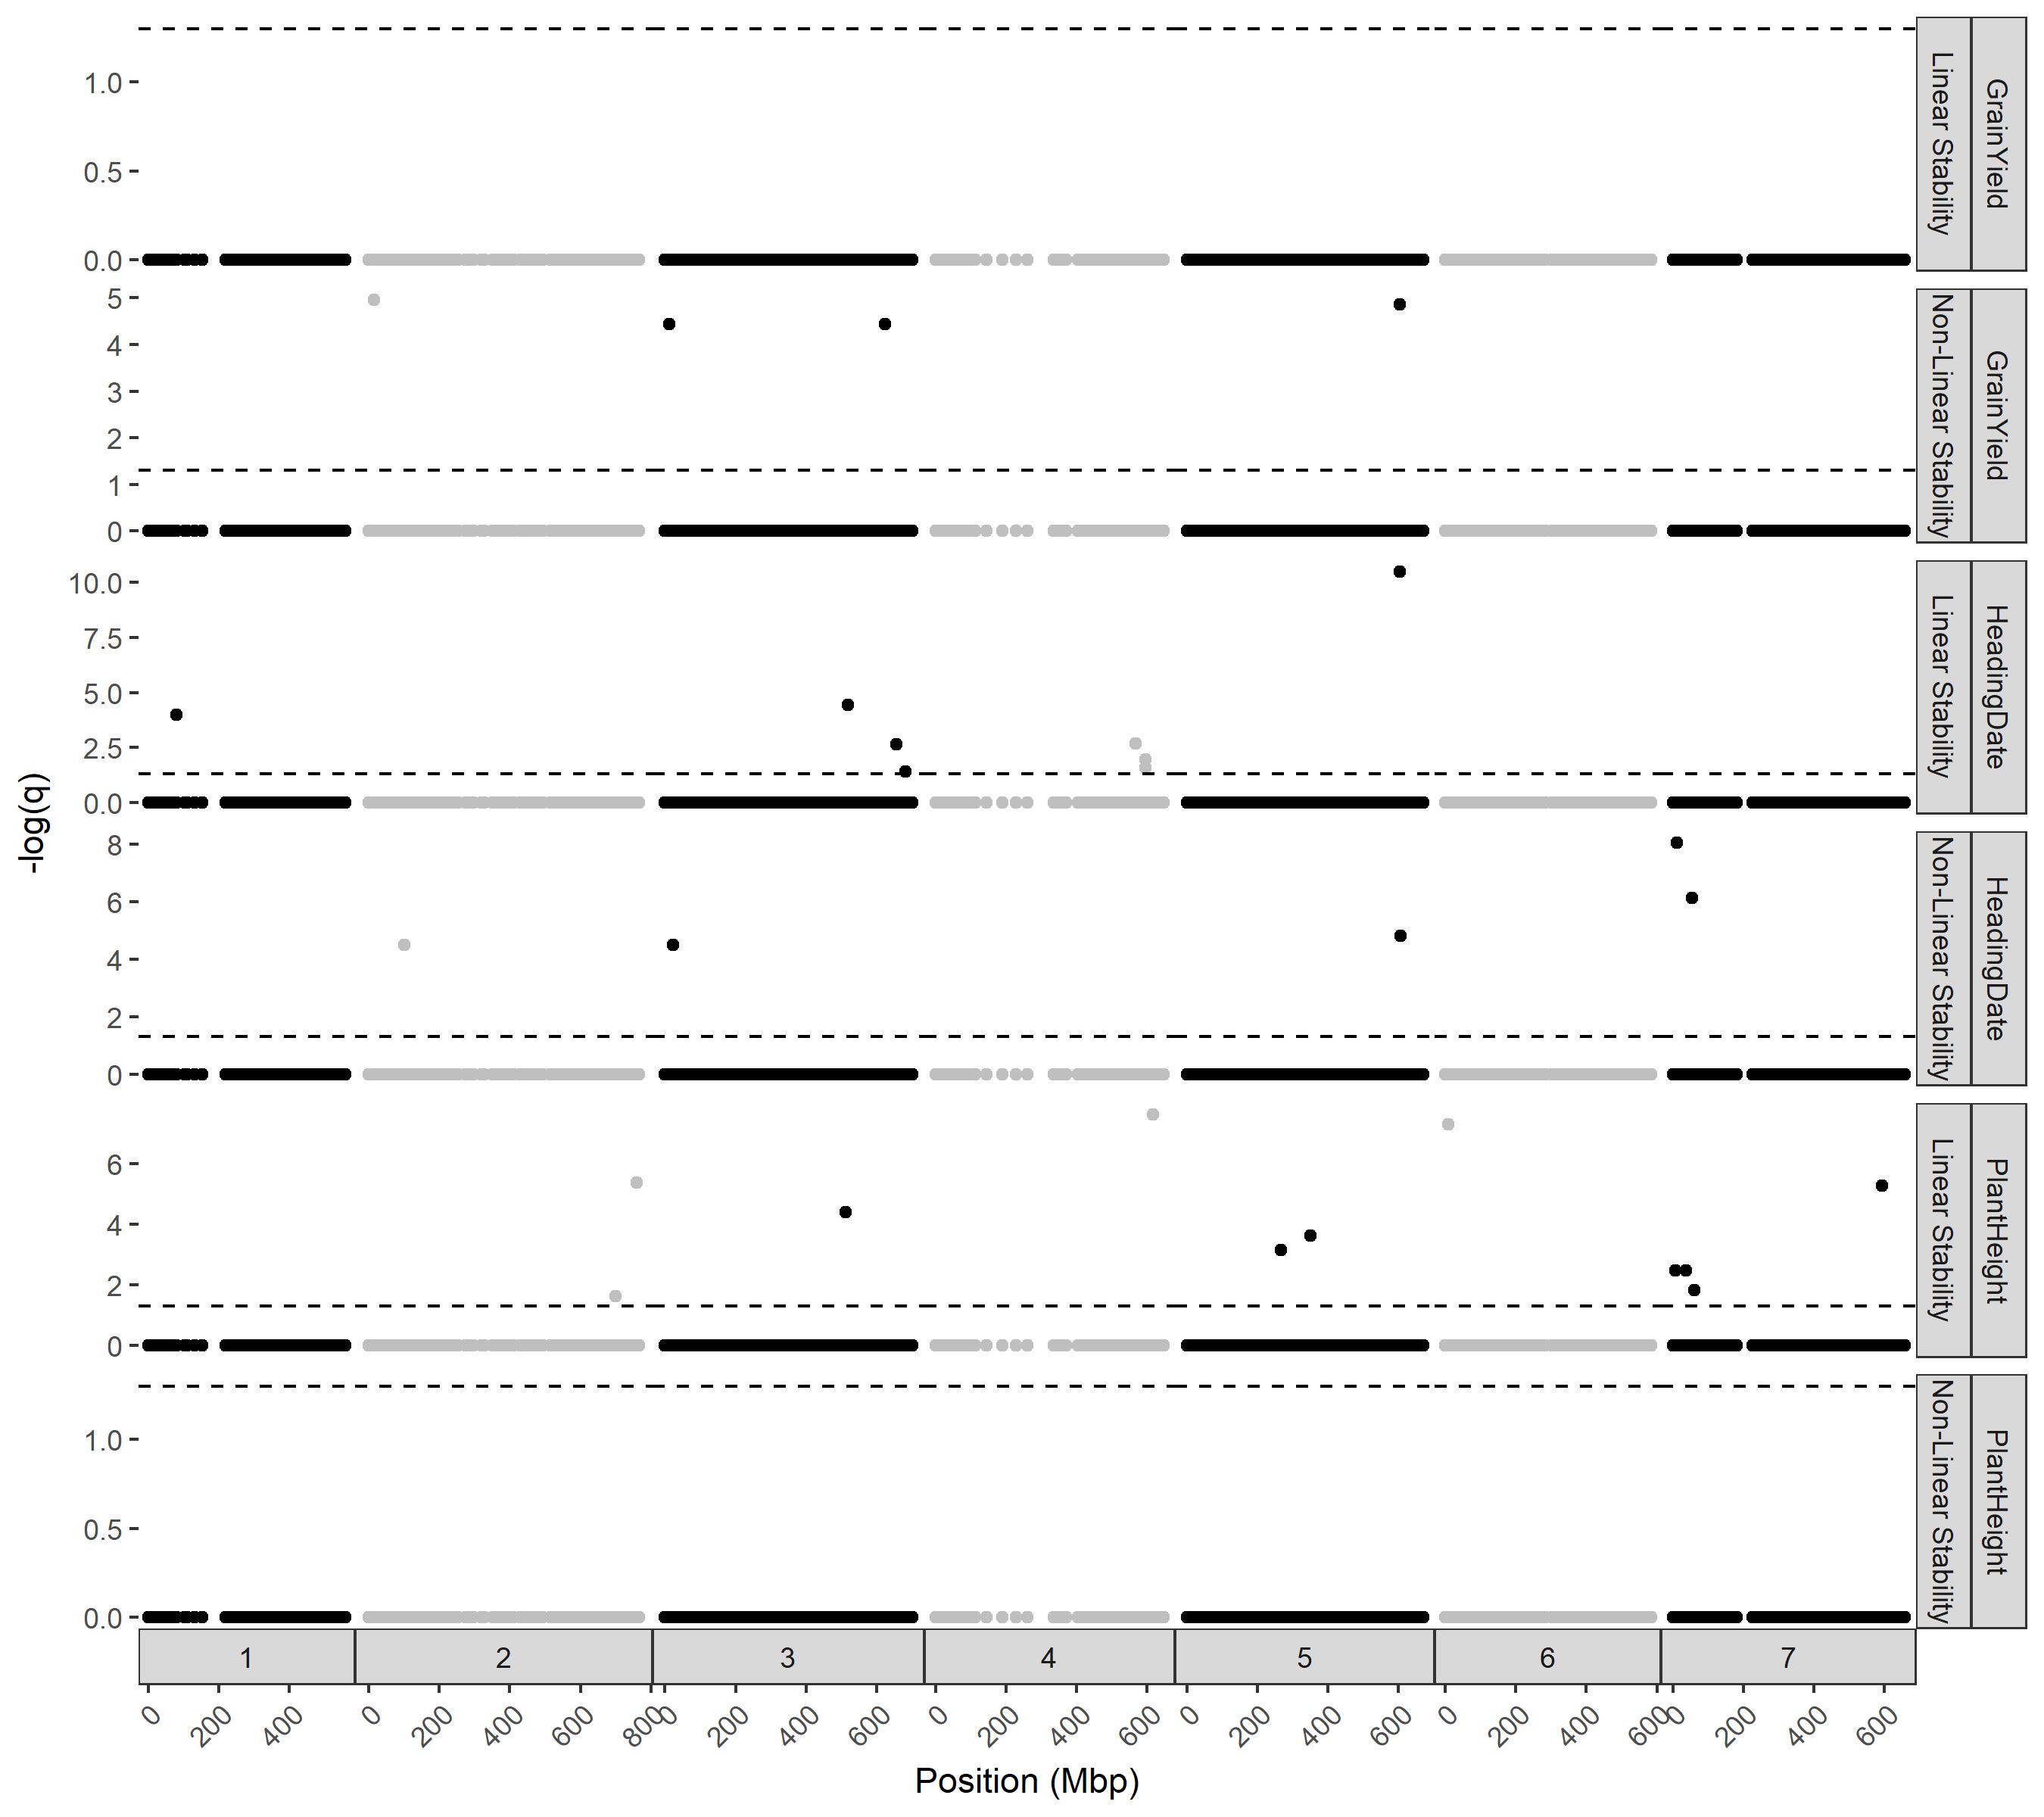 -log(q)
1.0
0.5
0.0
Linear Stability
GrainYield
5
4
3
2
1
0
Non-Linear Stability
GrainYield
10.0
7.5
5.0
2.5
0.0
Linear Stability
HeadingDate
8
6
4
2
0
Non-Linear Stability
HeadingDate
6
4
2
0
Linear Stability
PlantHeight
1.0
0.5
0.0
Non-Linear Stability
PlantHeight
1 2 3 4 5 6 7
0 200 400 0 200 400 600 800 0 200 400 600 0 200 400 600 0 200 400 600 0 200 400 600 0 200 400 600
Position (Mbp)